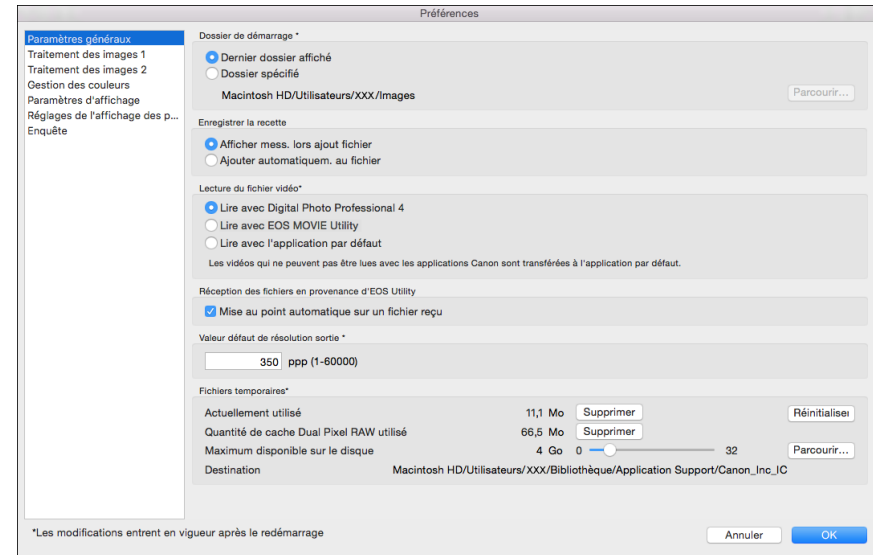 Préférences
Paramètres généraux
Traitement des images 1
Traitement des images 2
Gestion des couleurs
Paramètres d'affichage
Réglages de l'affichage des p...
Enquête
Dossier de démarrage *
Dernier dossier affiché
Dossier spécifié
Macintosh HD/Utilisateurs/XXX/Images
Parcourir...
Enregistrer la recette
Afficher mess. lors ajout fichier
Ajouter automatiquem. au fichier
Lecture du fichier vidéo*
Lire avec Digital Photo Professional 4
Lire avec EOS MOVIE Utility
Lire avec l'application par défaut
Les vidéos qui ne peuvent pas être lues avec les applications Canon sont transférées à l'application par défaut.
Réception des fichiers en provenance d'EOS Utility
Mise au point automatique sur un fichier reçu
Valeur défaut de résolution sortie *
350 ppp (1-60000)
Fichiers temporaires*
Actuellement utilisé 11,1 Mo Supprimer Réinitialiser
Quantité de cache Dual Pixel RAW utilisé 66,5 Mo Supprimer
Maximum disponible sur le disque 4 Go 0 32 Parcourir...
Destination Macintosh HD/Utilisateurs/XXX/Bibliothèque/Application Support/Canon_Inc_IC
*Les modifications entrent en vigueur après le redémarrage
Annuler OK